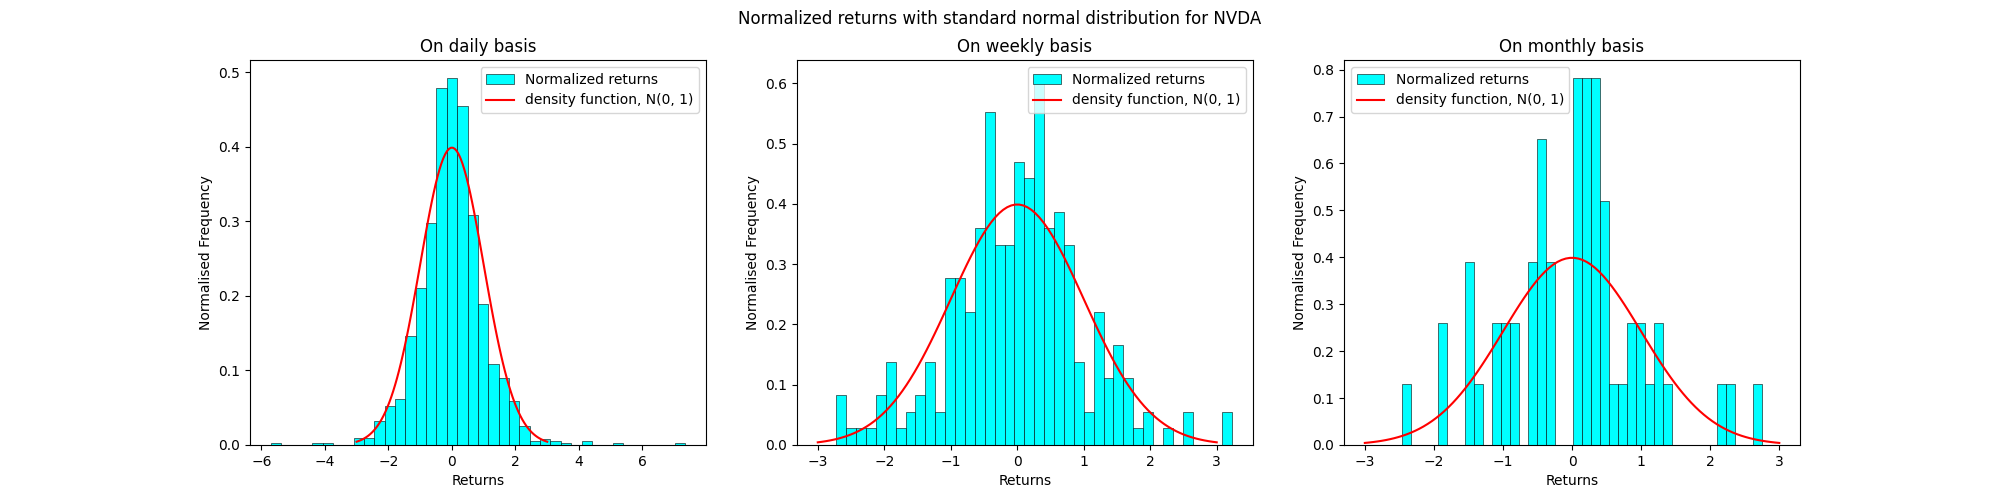 Normalized returns with standard normal distribution for NVDA
On daily basis
Normalized returns
density function, N(0, 1)
Normalised Frequency
0.5
0.4
0.3
0.2
0.1
0.0
−6 −4 −2 0 2 4 6
Returns
On weekly basis
Normalized returns
density function, N(0, 1)
Normalised Frequency
0.6
0.5
0.4
0.3
0.2
0.1
0.0
−3 −2 −1 0 1 2 3
Returns
On monthly basis
Normalized returns
density function, N(0, 1)
Normalised Frequency
0.8
0.7
0.6
0.5
0.4
0.3
0.2
0.1
0.0
−3 −2 −1 0 1 2 3
Returns